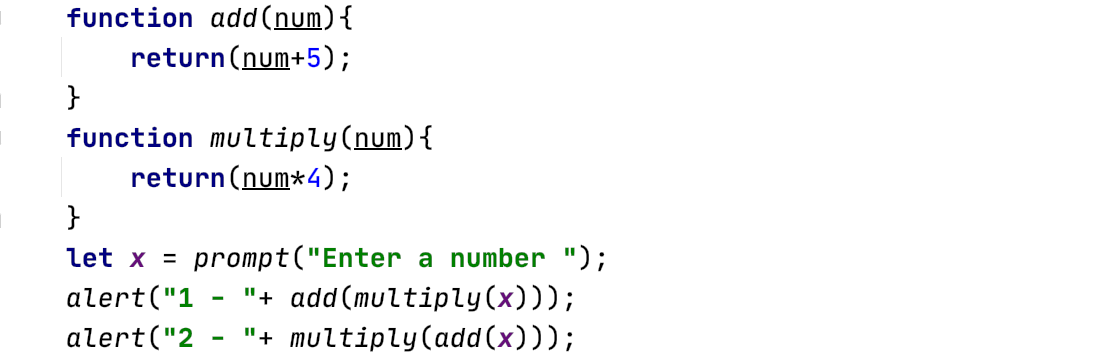 function add(num){
    return(num+5);
}
function multiply(num){
    return(num*4);
}
let x = prompt("Enter a number ");
alert("1 - "+ add(multiply(x)));
alert("2 - "+ multiply(add(x)));